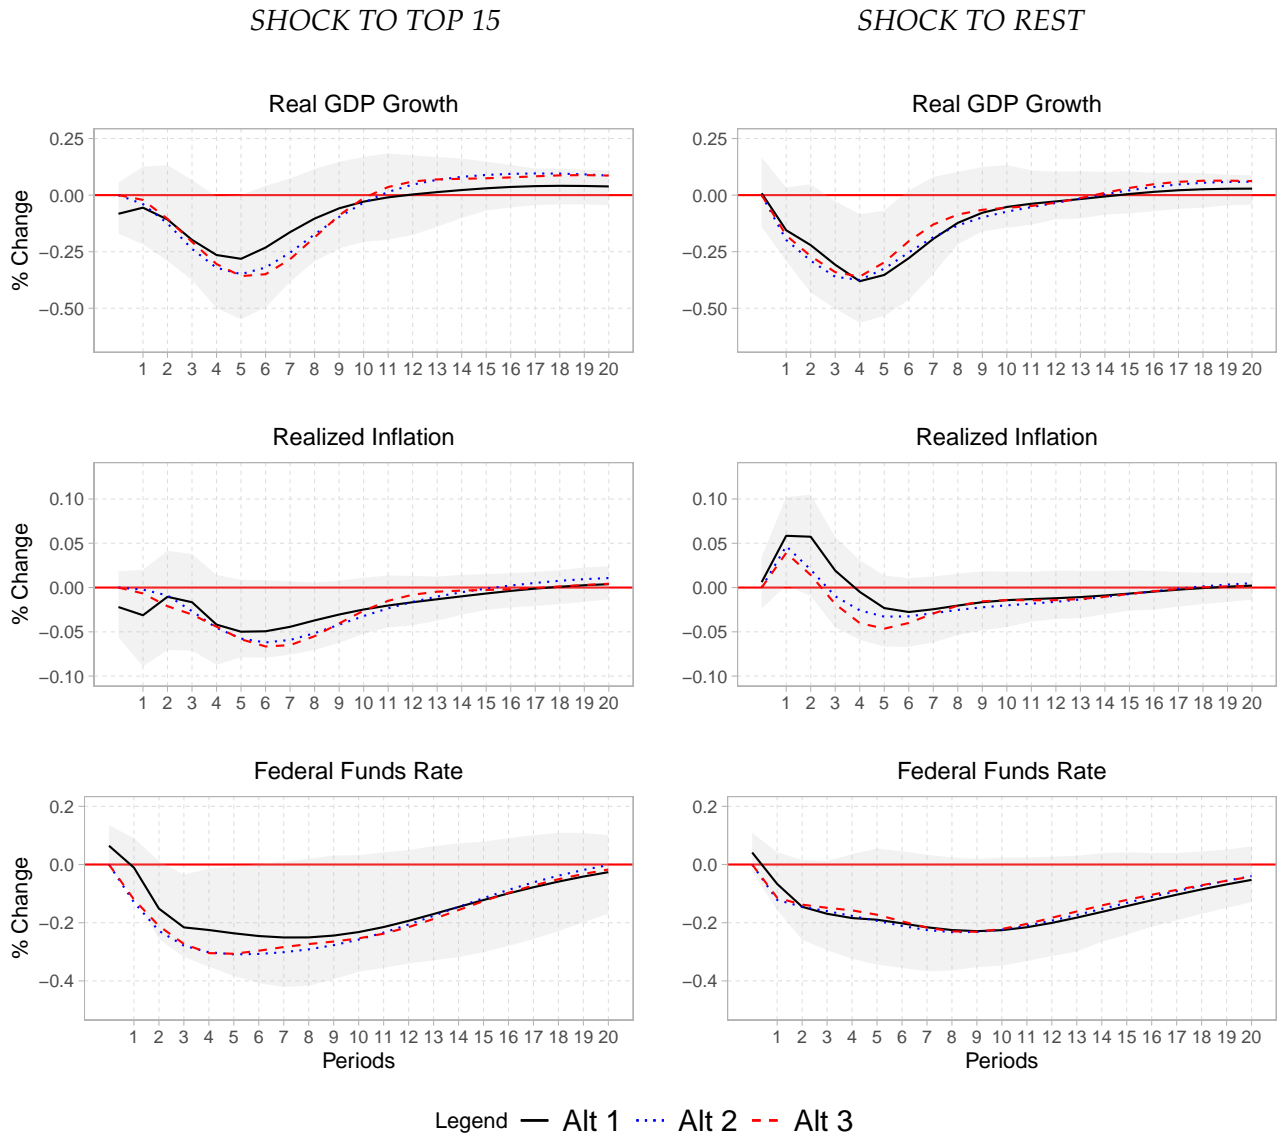 SHOCK TO TOP 15
SHOCK TO REST
Real GDP Growth
Real GDP Growth
% Change
0.25
0.00
−0.25
−0.50
1 2 3 4 5 6 7 8 9 10 11 12 13 14 15 16 17 18 19 20
0.25
0.00
−0.25
−0.50
1 2 3 4 5 6 7 8 9 10 11 12 13 14 15 16 17 18 19 20
Realized Inflation
Realized Inflation
% Change
0.10
0.05
0.00
−0.05
−0.10
1 2 3 4 5 6 7 8 9 10 11 12 13 14 15 16 17 18 19 20
0.10
0.05
0.00
−0.05
−0.10
1 2 3 4 5 6 7 8 9 10 11 12 13 14 15 16 17 18 19 20
Federal Funds Rate
Federal Funds Rate
% Change
0.2
0.0
−0.2
−0.4
1 2 3 4 5 6 7 8 9 10 11 12 13 14 15 16 17 18 19 20
Periods
0.2
0.0
−0.2
−0.4
1 2 3 4 5 6 7 8 9 10 11 12 13 14 15 16 17 18 19 20
Periods
Legend Alt 1 Alt 2 Alt 3